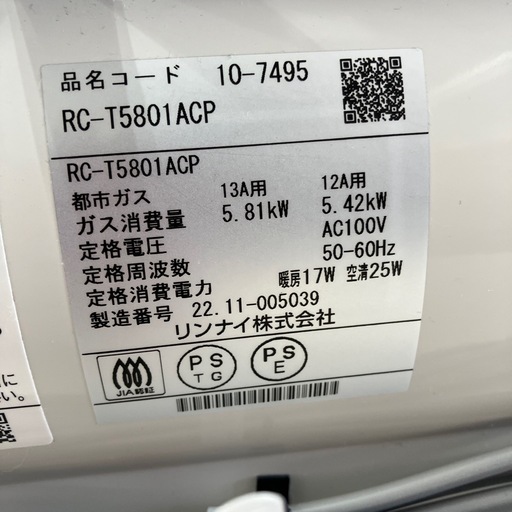 品名コード 10-7495
RC-T5801ACP
RC-T5801ACP
都市ガス 13A用 12A用
ガス消費量 5.81kW 5.42kW
定格電圧 AC100V
定格周波数 50-60Hz
定格消費電力 暖房17W 空清25W
製造番号 22.11-005039
リンナイ株式会社
JIA認証
PS TG
PS E
に
い。